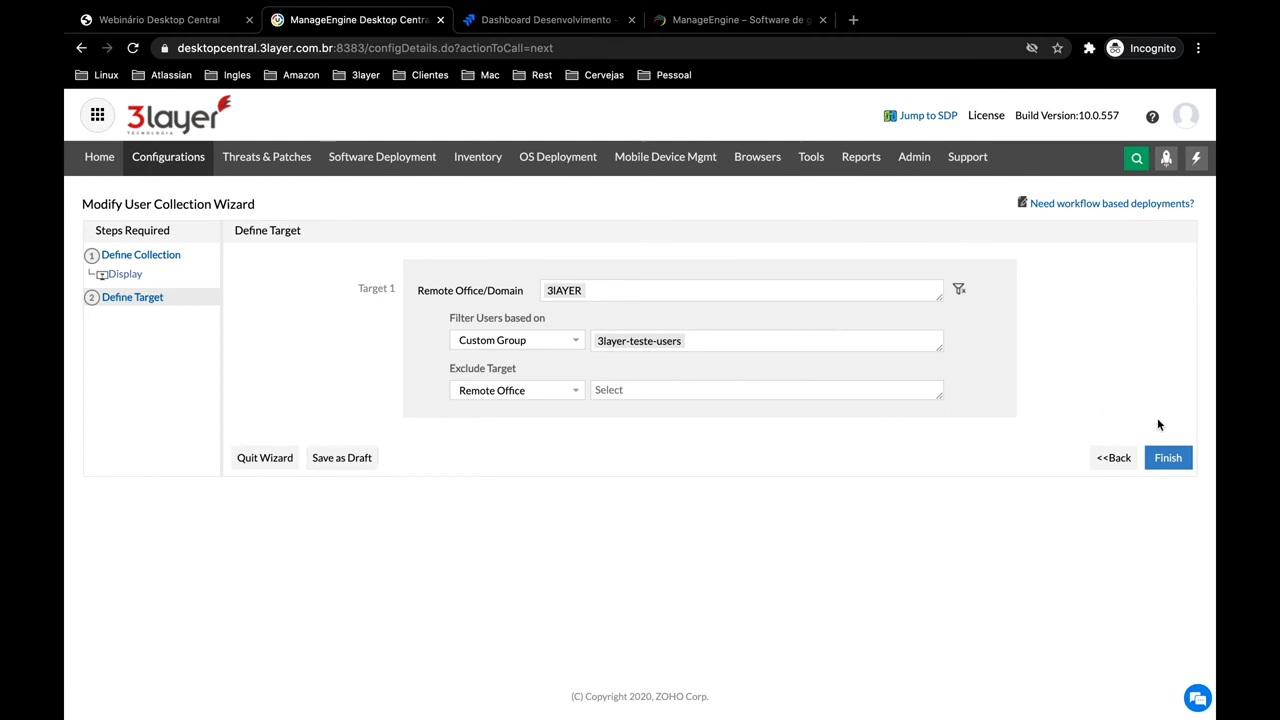 Webinário Desktop Central
ManageEngine Desktop Centra
Dashboard Desenvolvimento -
ManageEngine – Software de g
desktopcentral.3layer.com.br:8383/configDetails.do?actionToCall=next
Incognito
Linux Atlassian Ingles Amazon 3layer Clientes Mac Rest Cervejas Pessoal
3layer
TECNOLOGIA
Jump to SDP License Build Version:10.0.557
Home Configurations Threats & Patches Software Deployment Inventory OS Deployment Mobile Device Mgmt Browsers Tools Reports Admin Support
Modify User Collection Wizard
Need workflow based deployments?
Steps Required
1 Define Collection
Display
2 Define Target
Define Target
Target 1
Remote Office/Domain 3lAYER
Filter Users based on
Custom Group 3layer-teste-users
Exclude Target
Remote Office Select
Quit Wizard Save as Draft <<Back Finish
(C) Copyright 2020, ZOHO Corp.